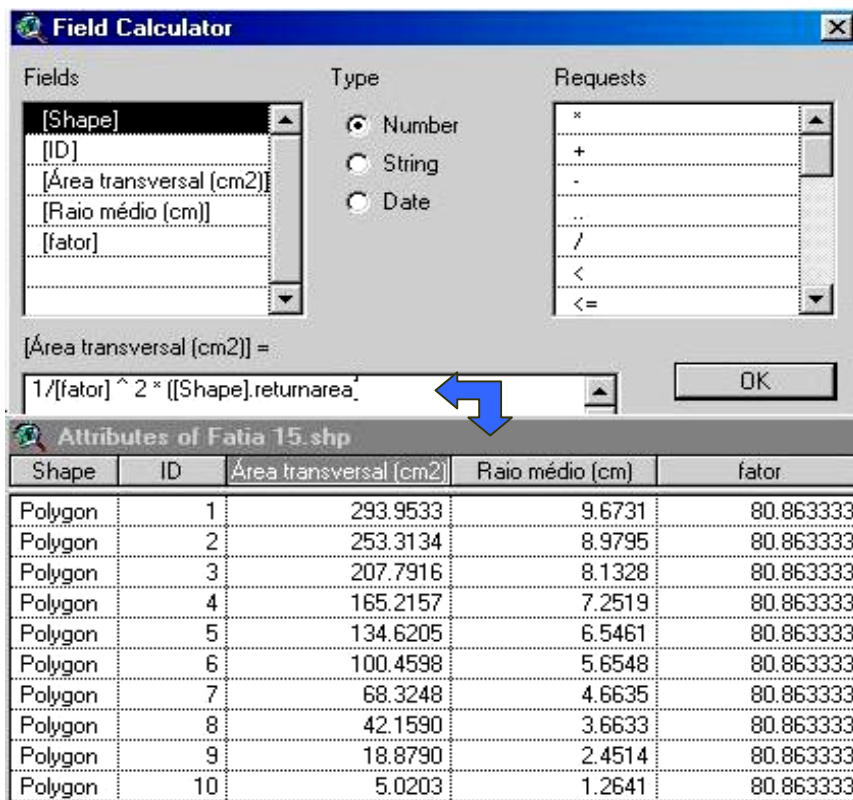 Field Calculator
Fields
Type
Requests
[Shape]
[ID]
[Área transversal (cm2)]
[Raio médio (cm)]
[fator]
Number
String
Date
*
+
-
..
/
<
<=
[Área transversal (cm2)] =
1/[fator] ^ 2 * ([Shape].returnarea
OK
Attributes of Fatia 15.shp
Shape ID Área transversal (cm2) Raio médio (cm) fator
Polygon 1 293.9533 9.6731 80.863333
Polygon 2 253.3134 8.9795 80.863333
Polygon 3 207.7916 8.1328 80.863333
Polygon 4 165.2157 7.2519 80.863333
Polygon 5 134.6205 6.5461 80.863333
Polygon 6 100.4598 5.6548 80.863333
Polygon 7 68.3248 4.6635 80.863333
Polygon 8 42.1590 3.6633 80.863333
Polygon 9 18.8790 2.4514 80.863333
Polygon 10 5.0203 1.2641 80.863333